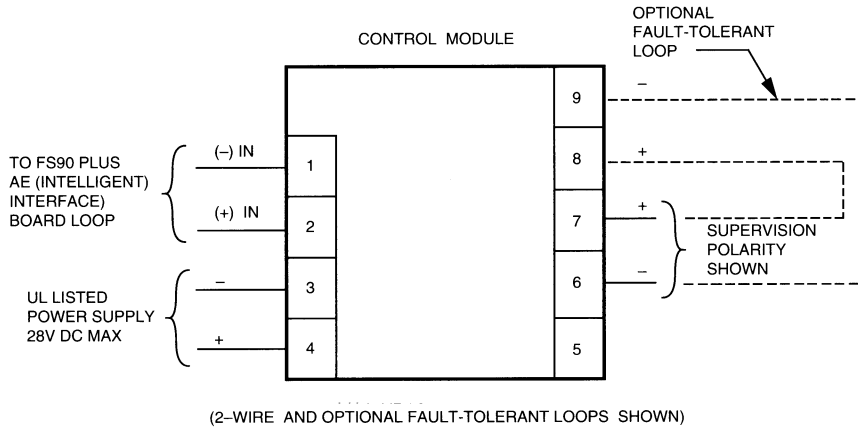 OPTIONAL
FAULT-TOLERANT
LOOP
CONTROL MODULE
TO FS90 PLUS
AE (INTELLIGENT)
INTERFACE)
BOARD LOOP
(–) IN
(+) IN
1
2
UL LISTED
POWER SUPPLY
28V DC MAX
–
+
3
4
9
8
7
6
5
–
+
+
–
SUPERVISION
POLARITY
SHOWN
(2–WIRE AND OPTIONAL FAULT-TOLERANT LOOPS SHOWN)